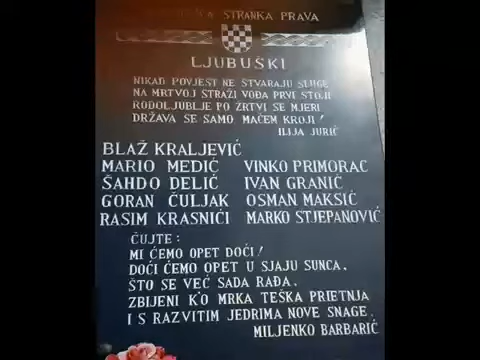 STRANKA PRAVA
LJUBUŠKI
NIKAD POVJEST NE STVARAJU SLUGE
NA MRTVOJ STRAŽI VOĐA PRVI STOJI
RODOLJUBLJE PO ŽRTVI SE MJERI
DRŽAVA SE SAMO MAČEM KROJI !
ILIJA JURIĆ
BLAŽ KRALJEVIĆ
MARIO MEDIĆ VINKO PRIMORAC
ŠAHDO DELIĆ IVAN GRANIĆ
GORAN ČULJAK OSMAN MAKSIĆ
RASIM KRASNIĆI MARKO STJEPANOVIĆ
ČUJTE :
MI ĆEMO OPET DOĆI !
DOĆI ĆEMO OPET U SJAJU SUNCA,
ŠTO SE VEĆ SADA RAĐA,
ZBIJENI K'O MRKA TEŠKA PRIETNJA
I S RAZVITIM JEDRIMA NOVE SNAGE.
MILJENKO BARBARIĆ